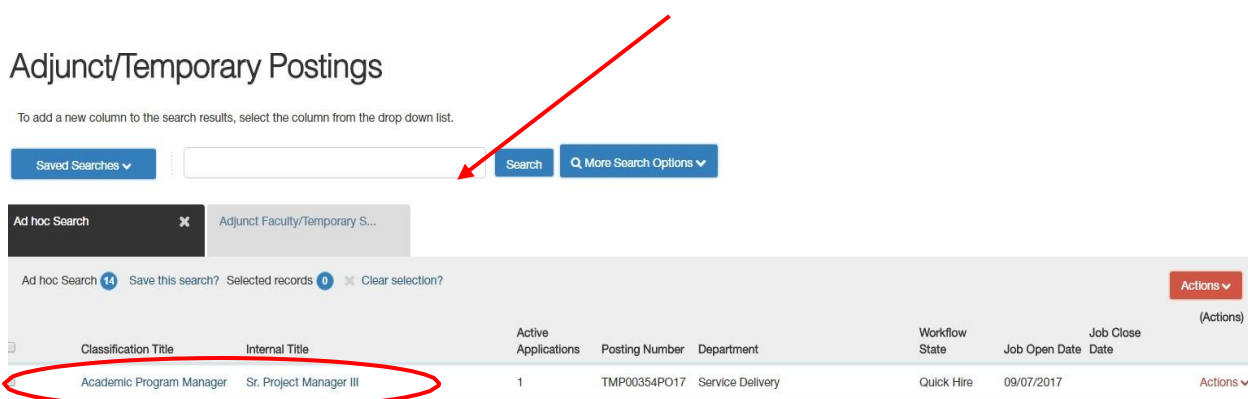 Adjunct/Temporary Postings
To add a new column to the search results, select the column from the drop down list.
Saved Searches
Search
More Search Options
Ad hoc Search
Adjunct Faculty/Temporary S...
Ad hoc Search 14 Save this search? Selected records 0 Clear selection?
Actions
(Actions)
Classification Title
Internal Title
Active Applications
Posting Number
Department
Workflow State
Job Open Date
Job Close Date
Academic Program Manager
Sr. Project Manager III
1
TMP00354PO17
Service Delivery
Quick Hire
09/07/2017
Actions